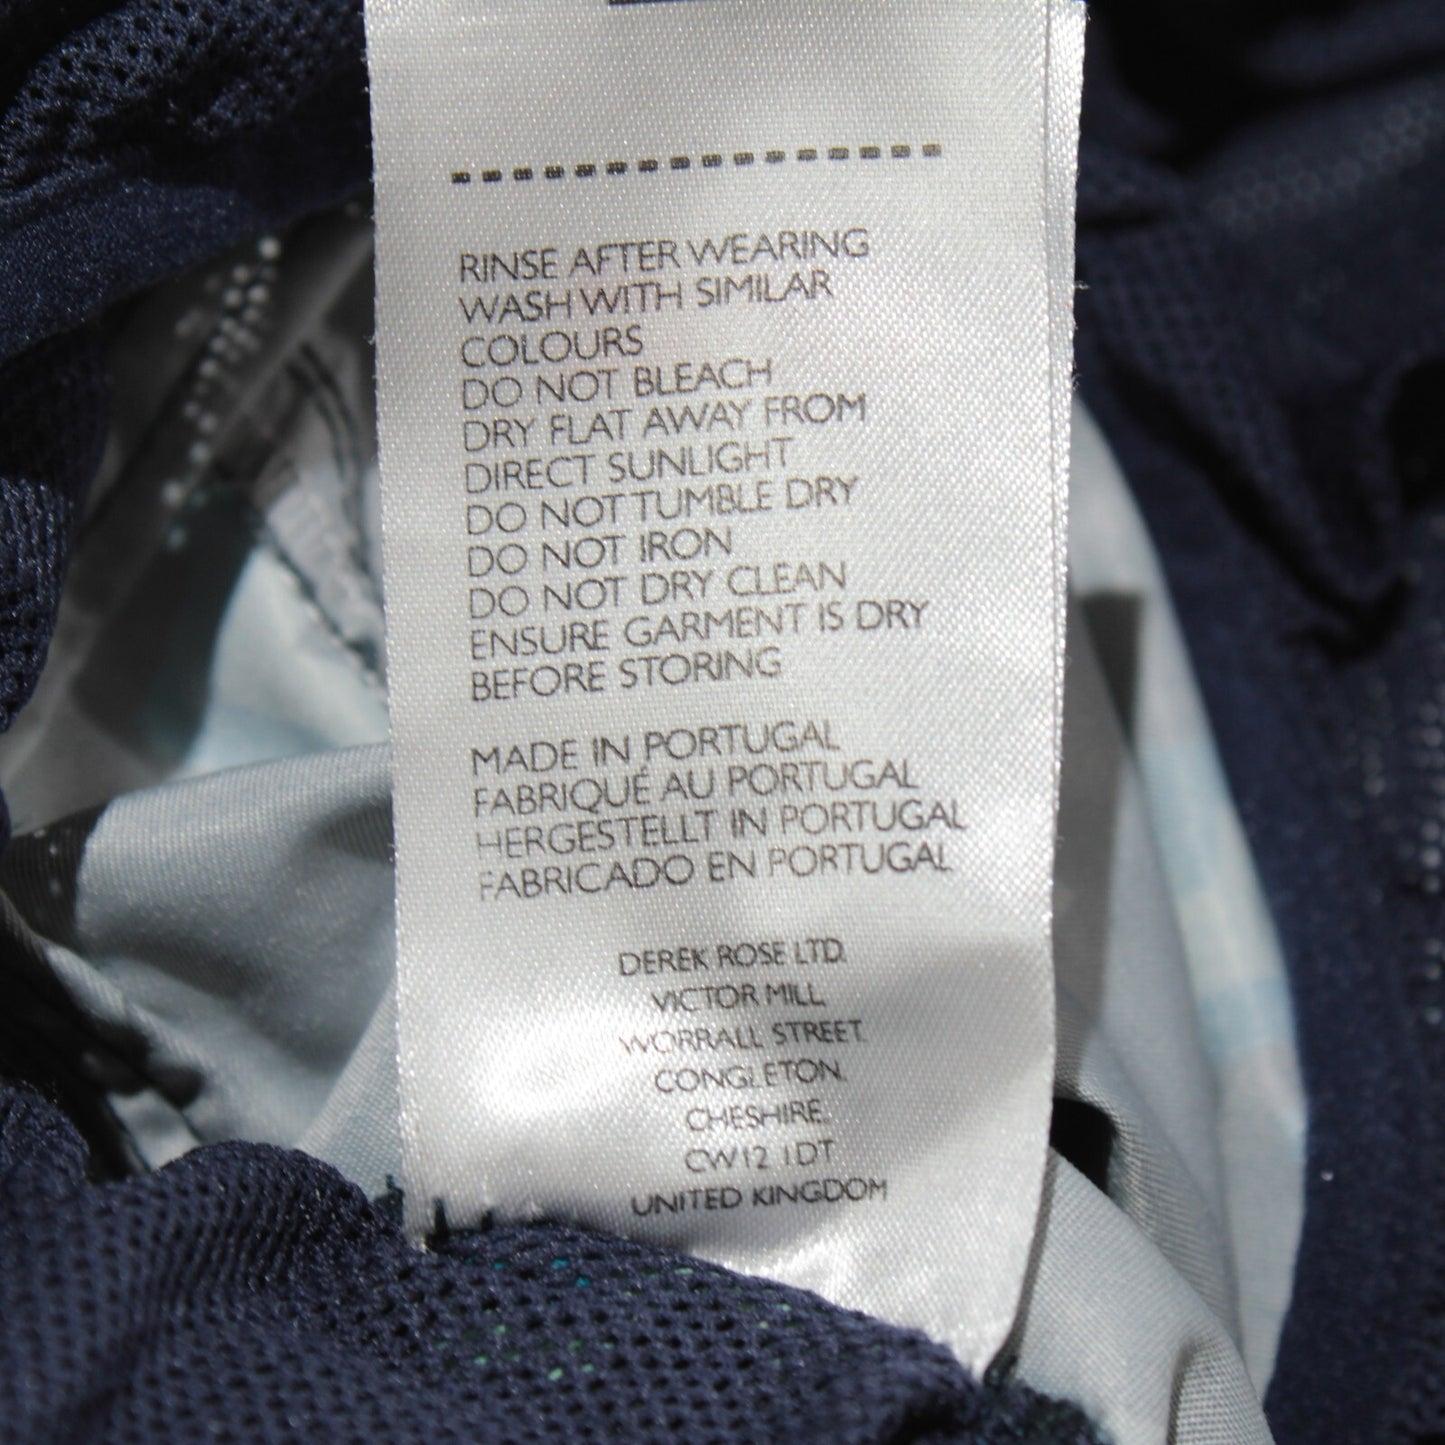 RINSE AFTER WEARING
WASH WITH SIMILAR
COLOURS
DO NOT BLEACH
DRY FLAT AWAY FROM
DIRECT SUNLIGHT
DO NOT TUMBLE DRY
DO NOT IRON
DO NOT DRY CLEAN
ENSURE GARMENT IS DRY
BEFORE STORING
MADE IN PORTUGAL
FABRIQUÉ AU PORTUGAL
HERGESTELLT IN PORTUGAL
FABRICADO EN PORTUGAL
DEREK ROSE LTD.
VICTOR MILL
WORRALL STREET.
CONGLETON.
CHESHIRE.
CW12 1DT
UNITED KINGDOM